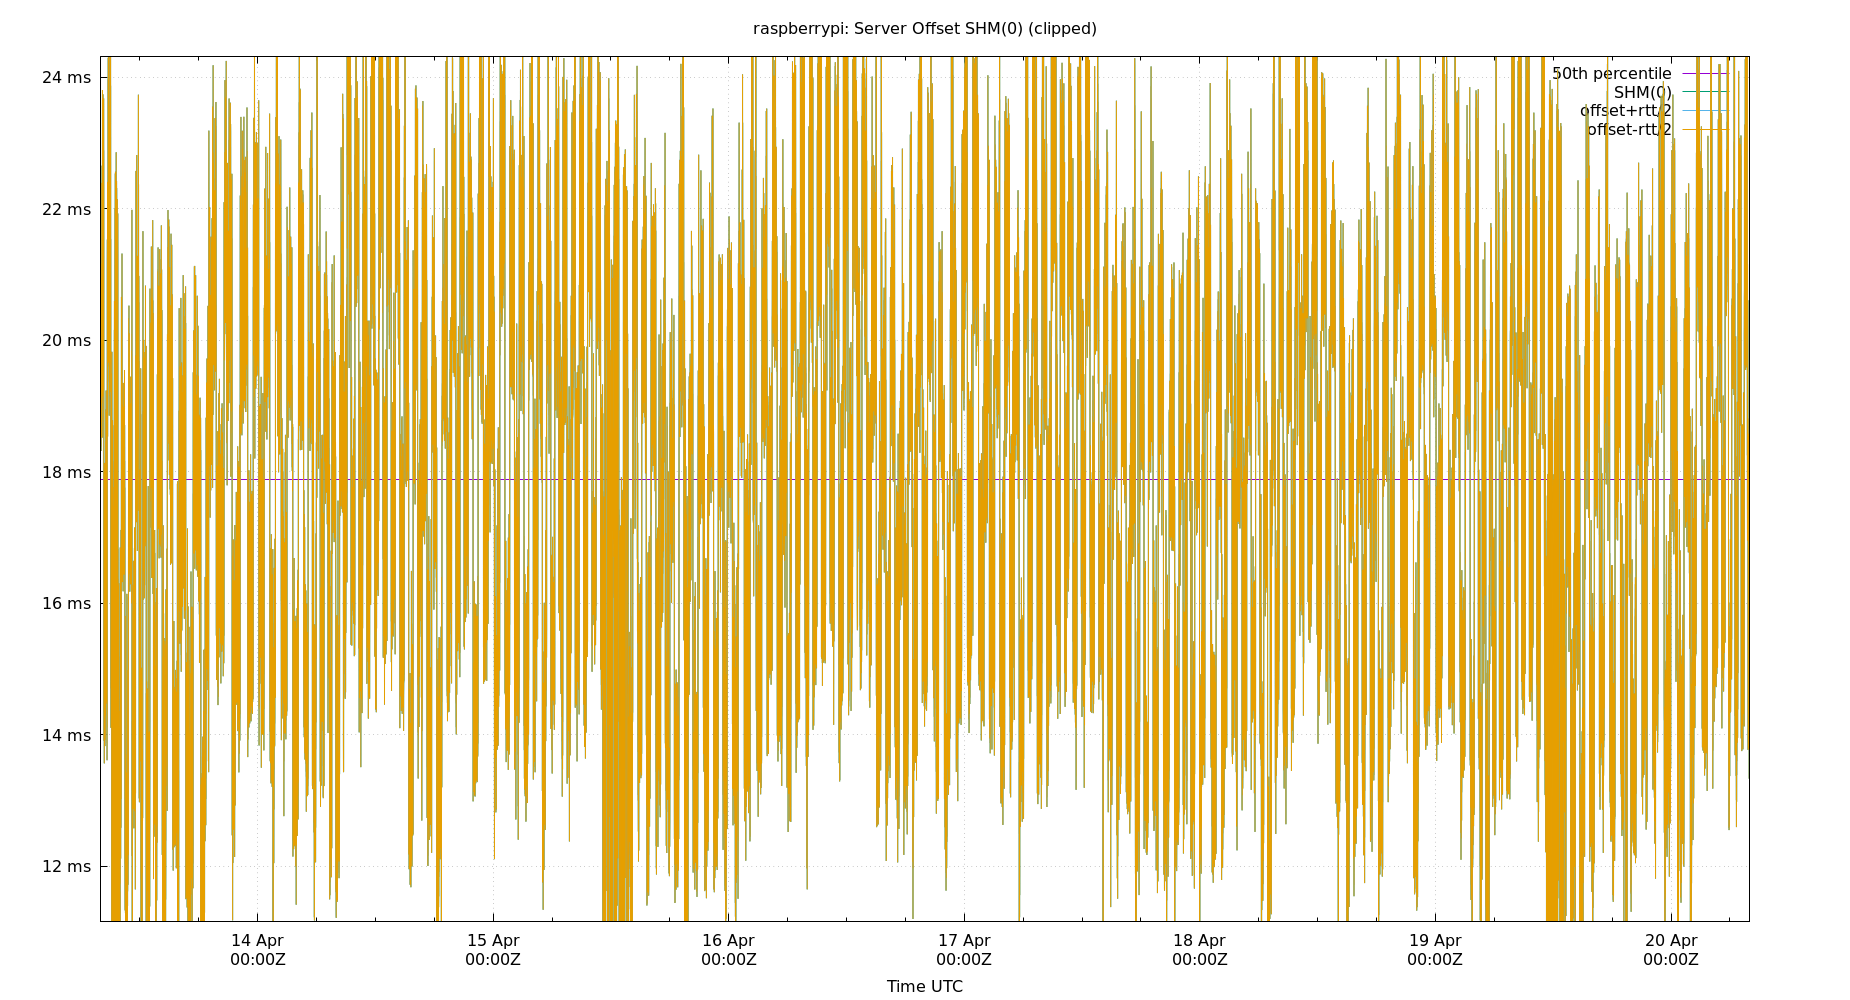 raspberrypi: Server Offset SHM(0) (clipped)
24 ms
22 ms
20 ms
18 ms
16 ms
14 ms
12 ms
50th percentile
SHM(0)
offset+rtt/2
offset-rtt/2
14 Apr 15 Apr 16 Apr 17 Apr 18 Apr 19 Apr 20 Apr
00:00Z 00:00Z 00:00Z 00:00Z 00:00Z 00:00Z 00:00Z
Time UTC